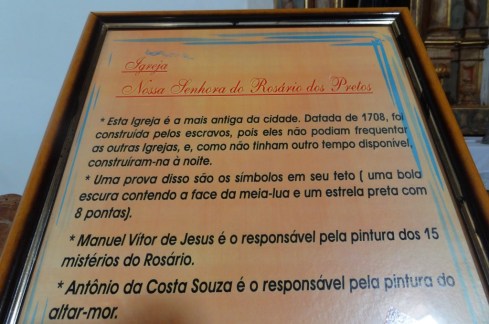 Igreja
Nossa Senhora do Rosário dos Pretos
* Esta Igreja é a mais antiga da cidade. Datada de 1708, foi
construída pelos escravos, pois eles não podiam frequentar
as outras Igrejas, e, como não tinham outro tempo disponível,
construíram-na à noite.
* Uma prova disso são os símbolos em seu teto ( uma bola
escura contendo a face da meia-lua e um estrela preta com
8 pontas).
* Manuel Vítor de Jesus é o responsável pela pintura dos 15
mistérios do Rosário.
* Antônio da Costa Souza é o responsável pela pintura do
altar-mor.